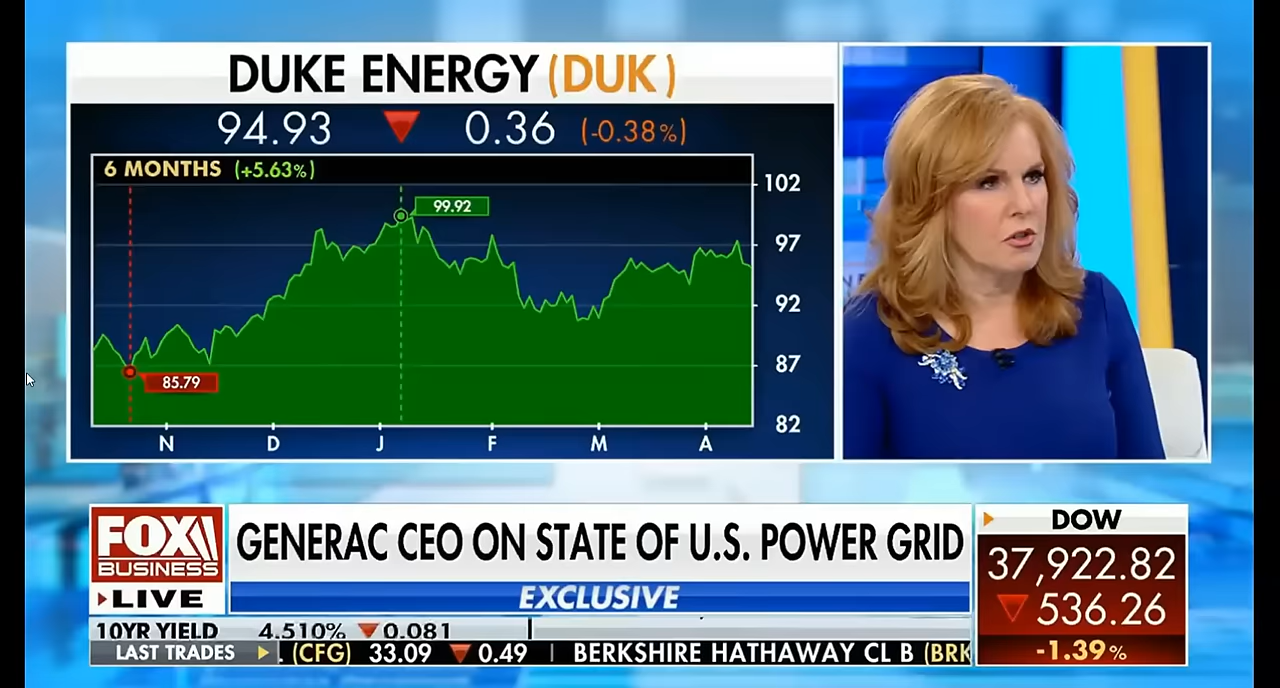 DUKE ENERGY (DUK)
94.93 ▼ 0.36 (-0.38%)
6 MONTHS (+5.63%)
102
99.92
97
92
87
85.79
82
N D J F M A
FOX
BUSINESS
LIVE
GENERAC CEO ON STATE OF U.S. POWER GRID
EXCLUSIVE
DOW
37,922.82
▼ 536.26
-1.39%
10YR YIELD 4.510% ▼ 0.081
LAST TRADES (CFG) 33.09 ▼ 0.49 | BERKSHIRE HATHAWAY CL B (BRK